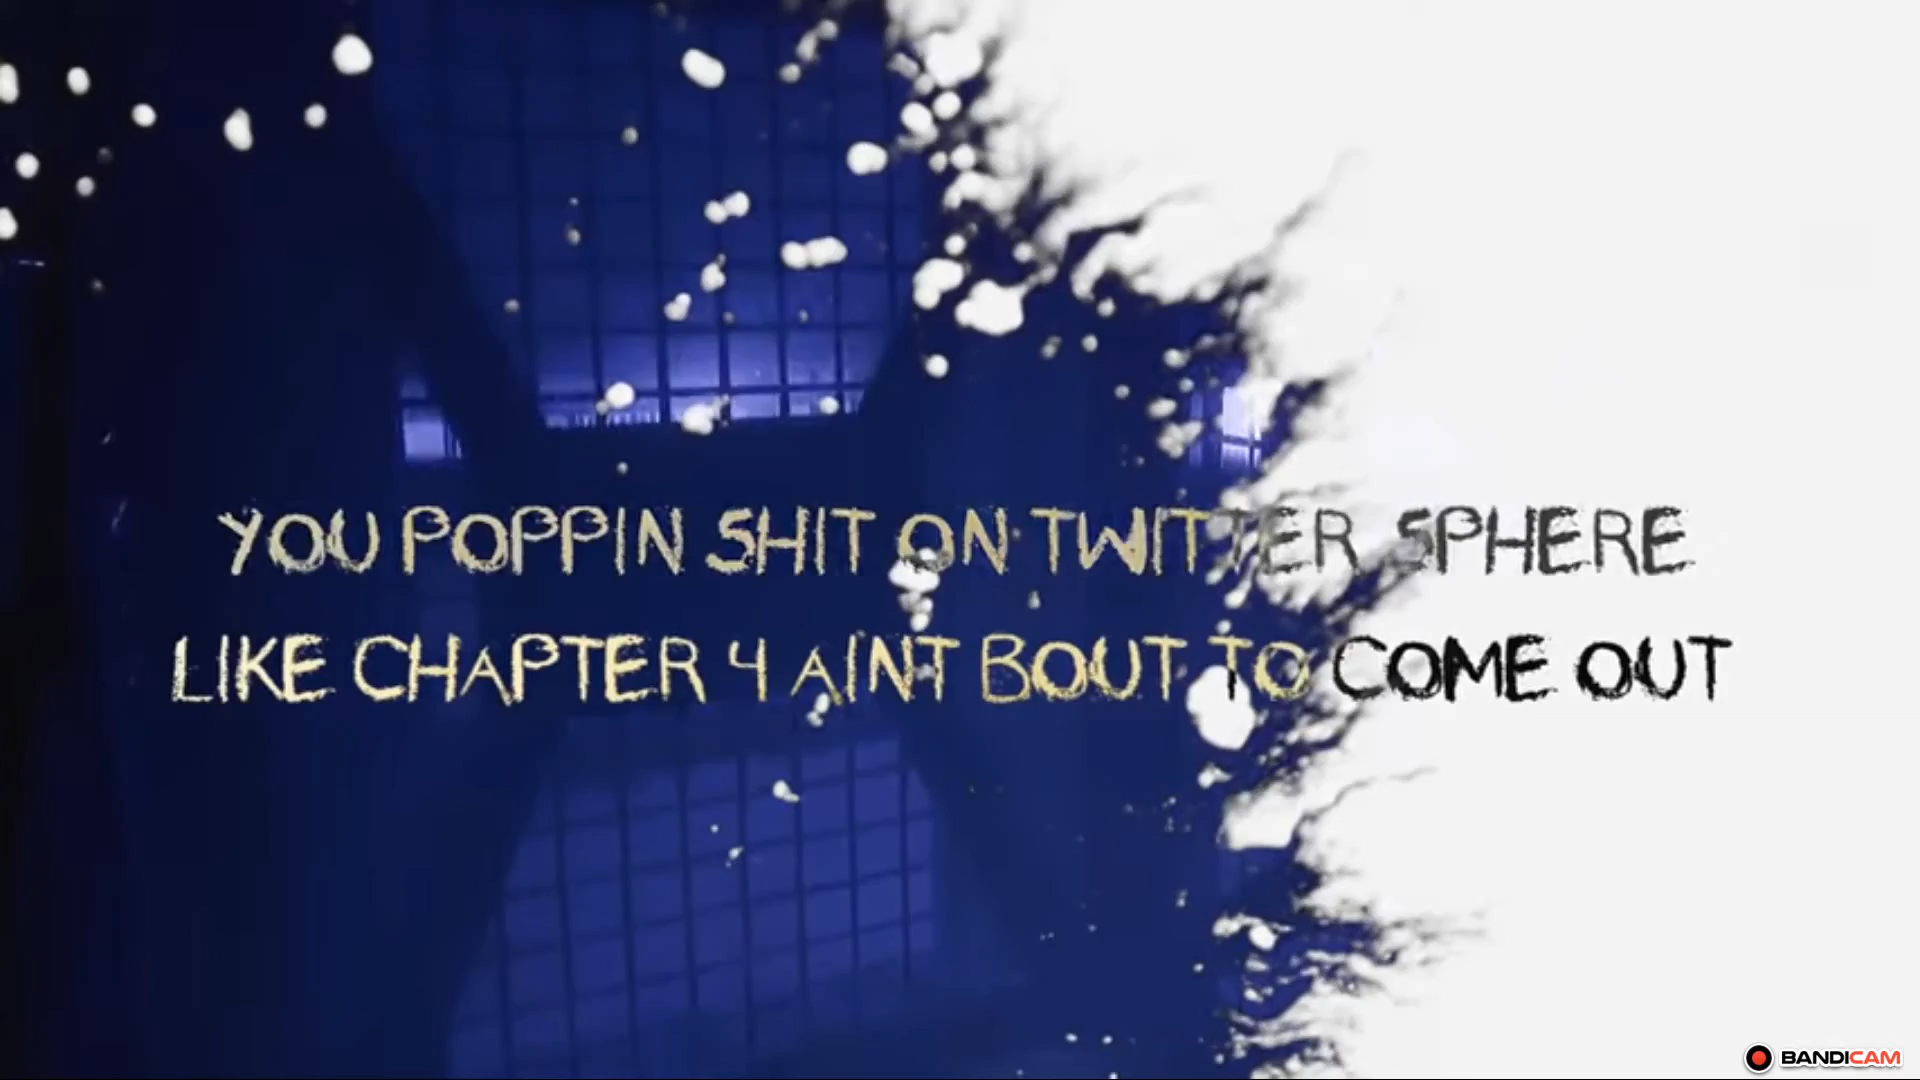 YOU POPPIN SHIT ON TWITTER SPHERE
LIKE CHAPTER 4 AINT BOUT TO COME OUT
BANDICAM